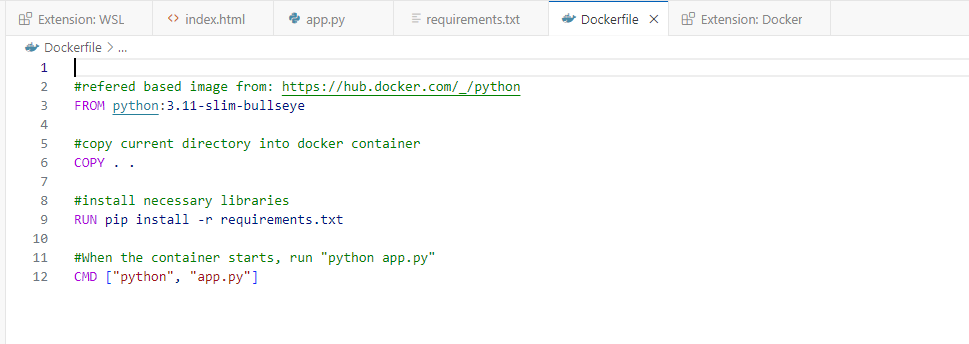 Extension: WSL
index.html
app.py
requirements.txt
Dockerfile
Extension: Docker
Dockerfile > ...
1
2 #refered based image from: https://hub.docker.com/_/python
3 FROM python:3.11-slim-bullseye
4
5 #copy current directory into docker container
6 COPY . .
7
8 #install necessary libraries
9 RUN pip install -r requirements.txt
10
11 #When the container starts, run "python app.py"
12 CMD ["python", "app.py"]